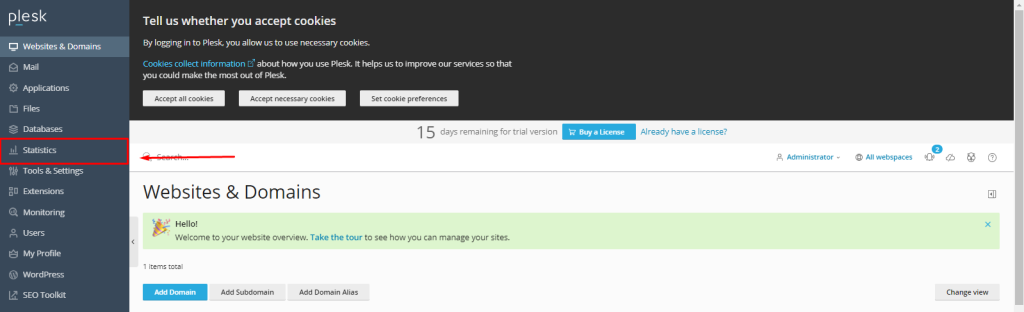 plesk
Websites & Domains
Mail
Applications
Files
Databases
Statistics
Tools & Settings
Extensions
Monitoring
Users
My Profile
WordPress
SEO Toolkit
Tell us whether you accept cookies
By logging in to Plesk, you allow us to use necessary cookies.
Cookies collect information about how you use Plesk. It helps us to improve our services so that
you could make the most out of Plesk.
Accept all cookies
Accept necessary cookies
Set cookie preferences
15 days remaining for trial version Buy a License Already have a license?
Search... Administrator All webspaces 2
Websites & Domains
Hello!
Welcome to your website overview. Take the tour to see how you can manage your sites.
1 items total
Add Domain Add Subdomain Add Domain Alias Change view